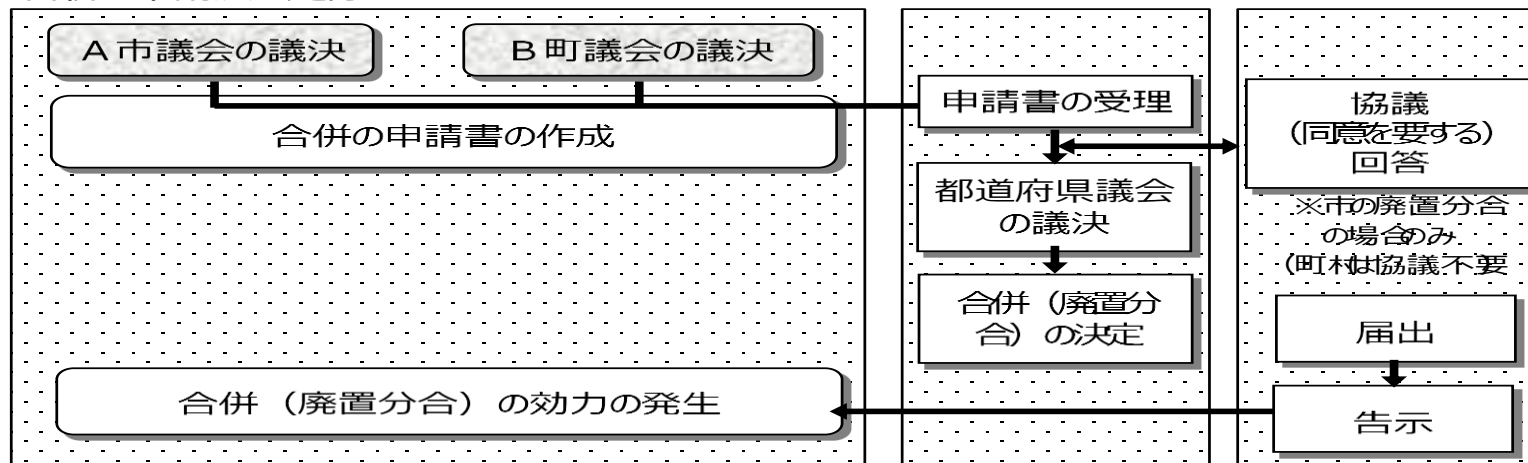 A市議会の議決
B町議会の議決
合併の申請書の作成
合併（廃置分合）の効力の発生
申請書の受理
都道府県議会
の議決
合併（廃置分
合）の決定
協議
（同意を要する）
回答
※市の廃置分合
の場合のみ
（町村は協議不要
届出
告示